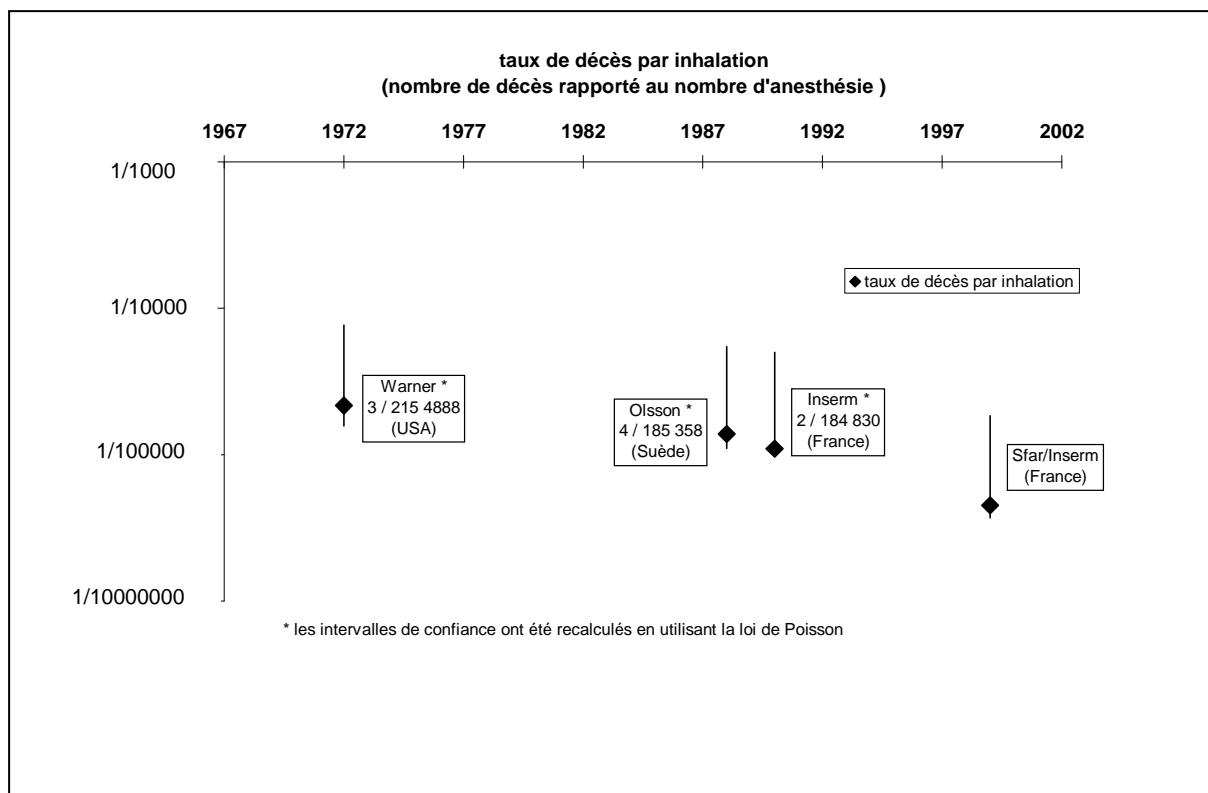 taux de décès par inhalation
(nombre de décès rapporté au nombre d'anesthésie )
1967 1972 1977 1982 1987 1992 1997 2002
1/1000
1/10000
1/100000
1/10000000
taux de décès par inhalation
Warner *
3 / 215 4888
(USA)
Olsson *
4 / 185 358
(Suède)
Inserm *
2 / 184 830
(France)
Sfar/Inserm
(France)
* les intervalles de confiance ont été recalculés en utilisant la loi de Poisson